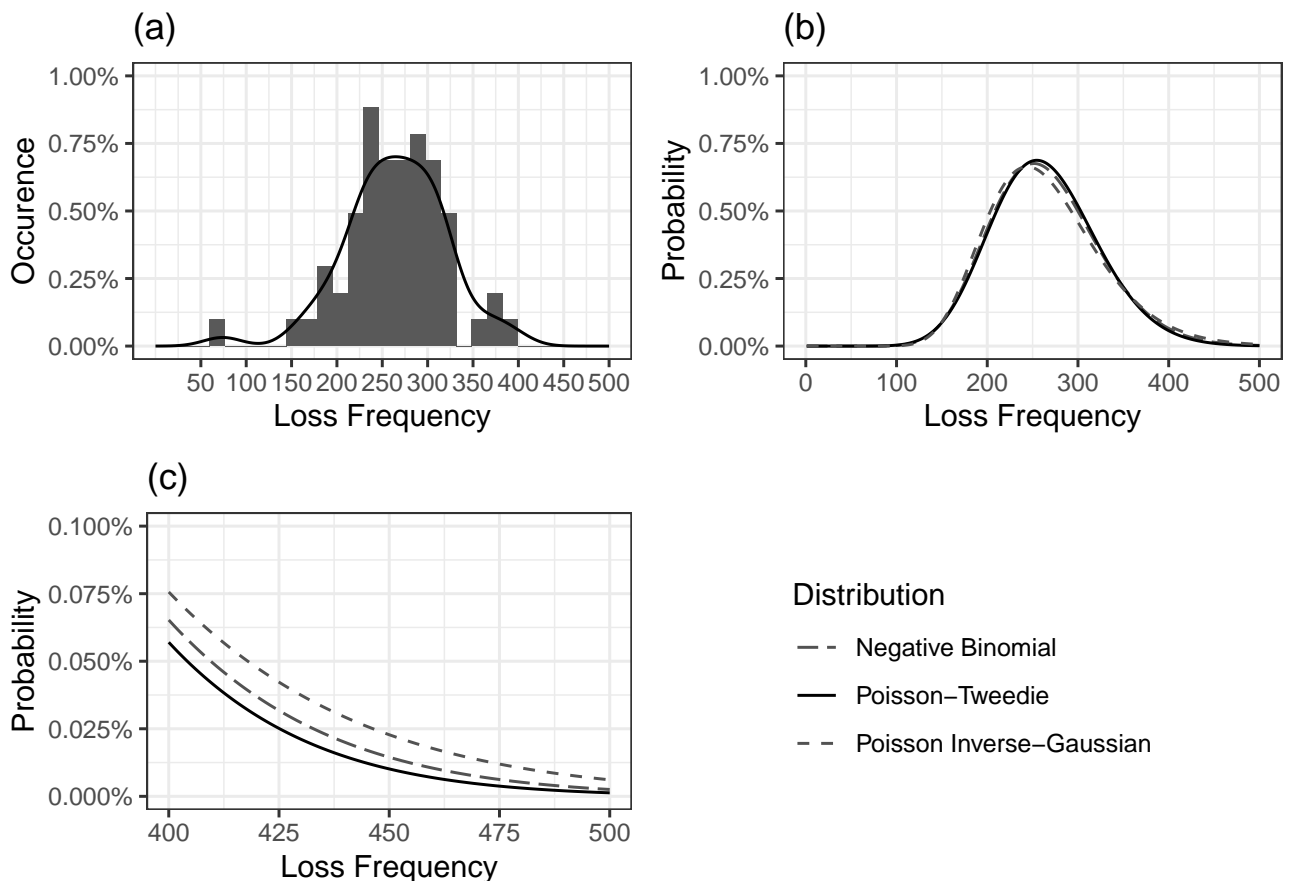 (a)
1.00%
0.75%
0.50%
0.25%
0.00%
Occurence
50 100 150 200 250 300 350 400 450 500
Loss Frequency
(b)
1.00%
0.75%
0.50%
0.25%
0.00%
Probability
0 100 200 300 400 500
Loss Frequency
(c)
0.100%
0.075%
0.050%
0.025%
0.000%
Probability
400 425 450 475 500
Loss Frequency
Distribution
Negative Binomial
Poisson−Tweedie
Poisson Inverse−Gaussian